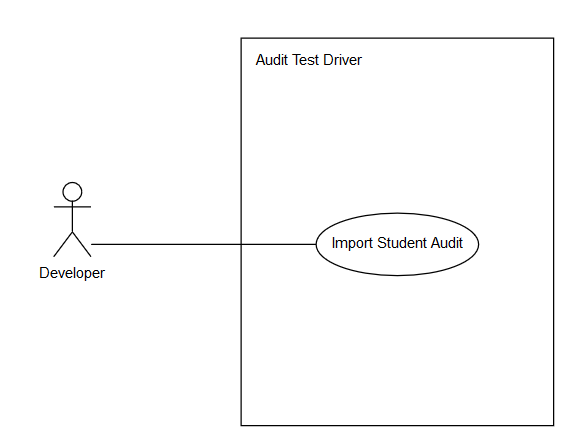 Audit Test Driver
Import Student Audit
Developer